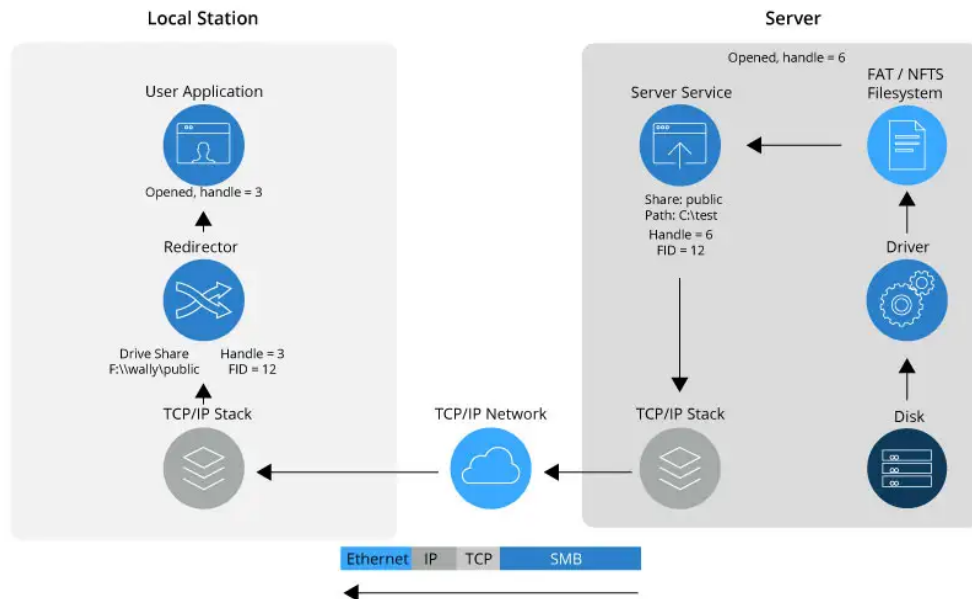 Local Station
Server
User Application
Opened, handle = 3
Redirector
Drive Share
F:\\wally\public
Handle = 3
FID = 12
TCP/IP Stack
TCP/IP Network
Opened, handle = 6
Server Service
Share: public
Path: C:\test
Handle = 6
FID = 12
TCP/IP Stack
FAT / NFTS
Filesystem
Driver
Disk
Ethernet IP TCP SMB